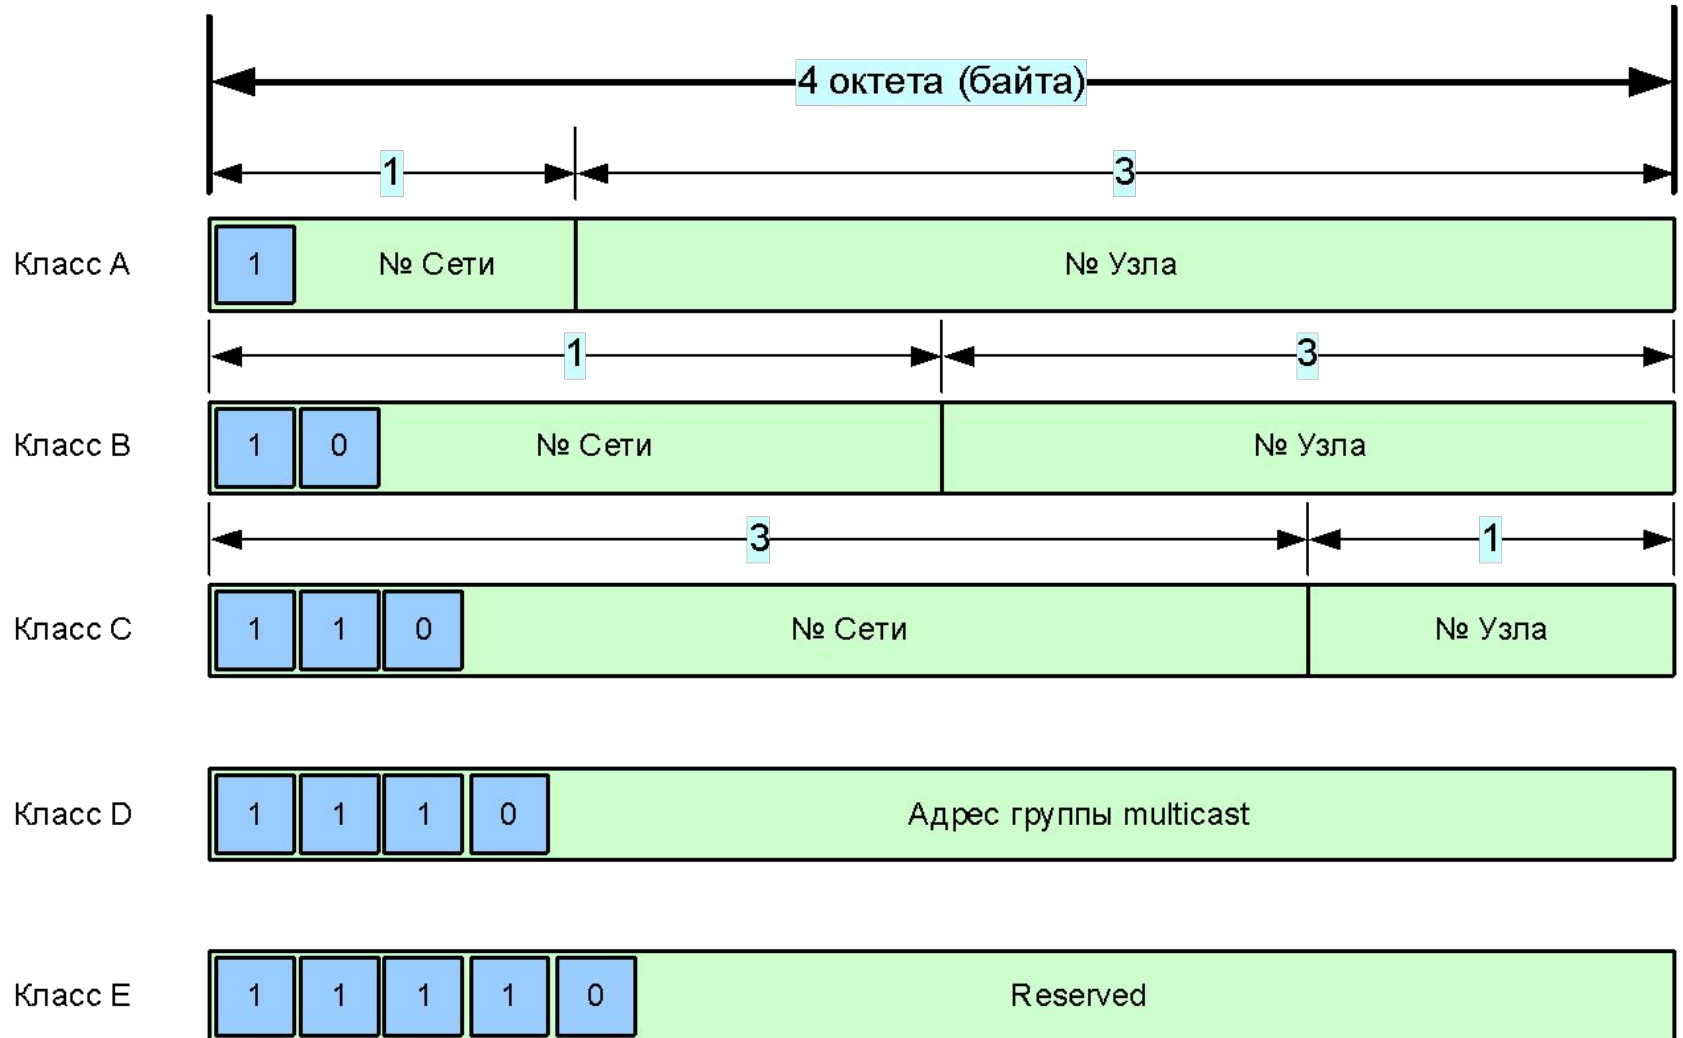 4 октета (байта)
1 3
Класс A 1 № Сети № Узла
1 3
Класс B 1 0 № Сети № Узла
3 1
Класс C 1 1 0 № Сети № Узла
Класс D 1 1 1 0 Адрес группы multicast
Класс E 1 1 1 1 0 Reserved